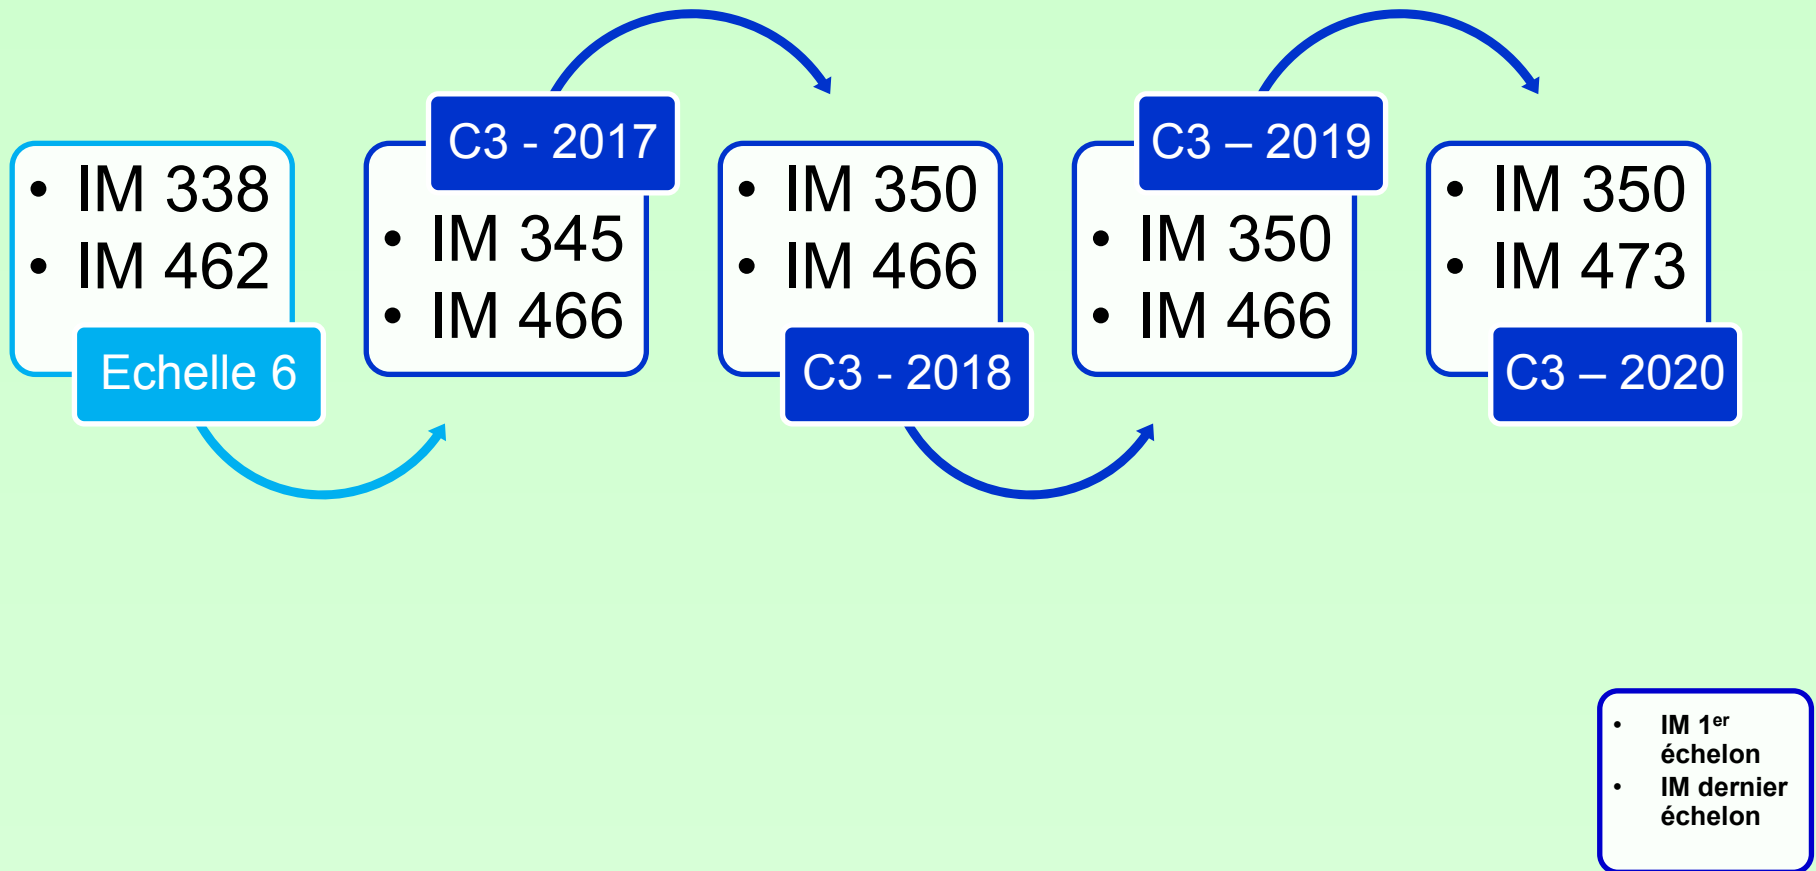 • IM 338
• IM 462
Echelle 6
C3 - 2017
• IM 345
• IM 466
• IM 350
• IM 466
C3 - 2018
C3 – 2019
• IM 350
• IM 466
• IM 350
• IM 473
C3 – 2020
• IM 1er
échelon
• IM dernier
échelon